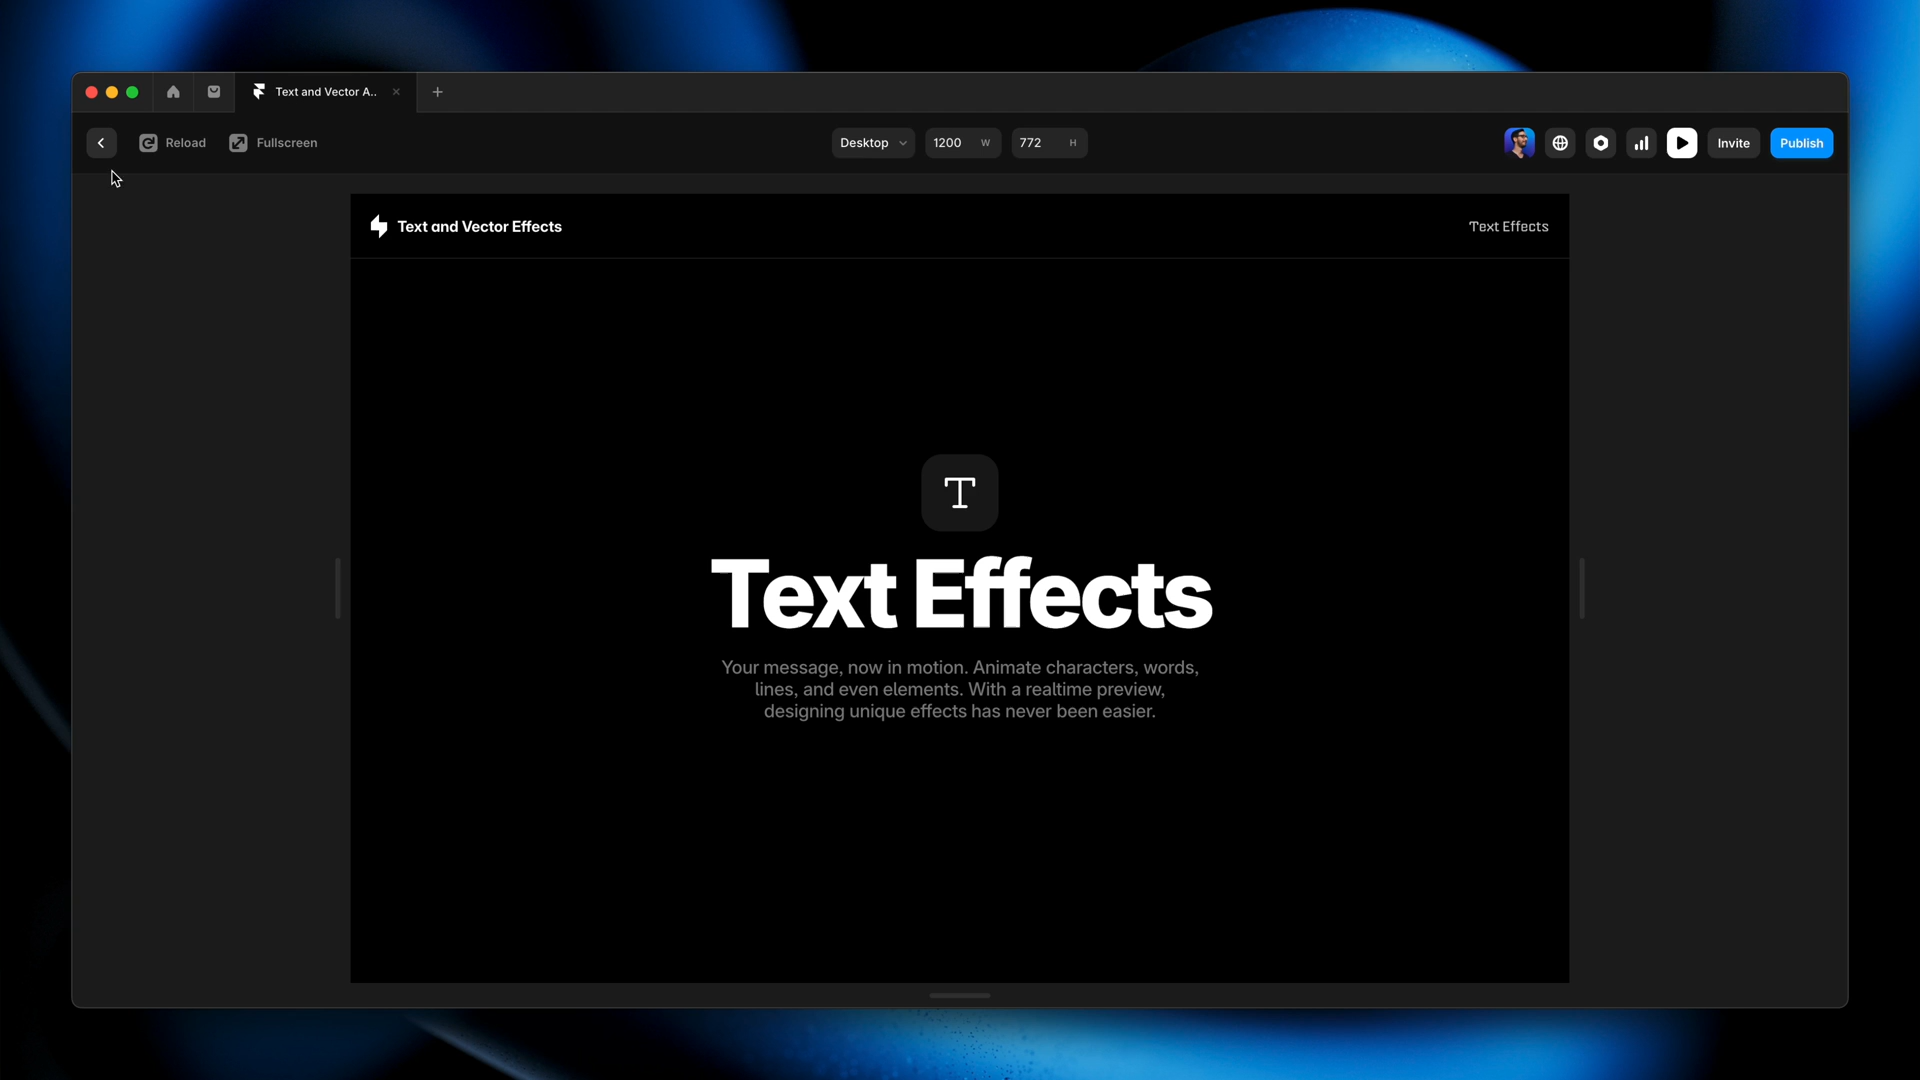 Text and Vector A..
Reload
Fullscreen
Desktop
1200 W
772 H
Invite
Publish
Text and Vector Effects
Text Effects
T
Text Effects
Your message, now in motion. Animate characters, words,
lines, and even elements. With a realtime preview,
designing unique effects has never been easier.